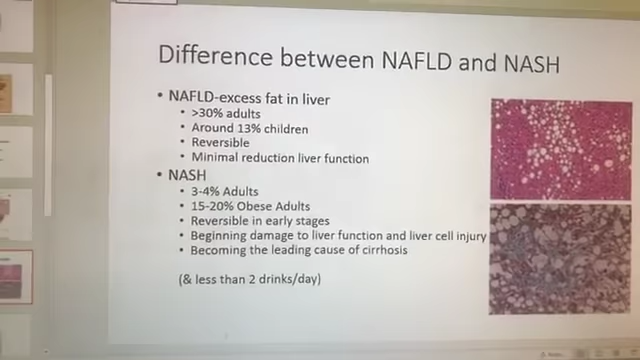 Difference between NAFLD and NASH
• NAFLD-excess fat in liver
• >30% adults
• Around 13% children
• Reversible
• Minimal reduction liver function
• NASH
• 3-4% Adults
• 15-20% Obese Adults
• Reversible in early stages
• Beginning damage to liver function and liver cell injury
• Becoming the leading cause of cirrhosis
(& less than 2 drinks/day)